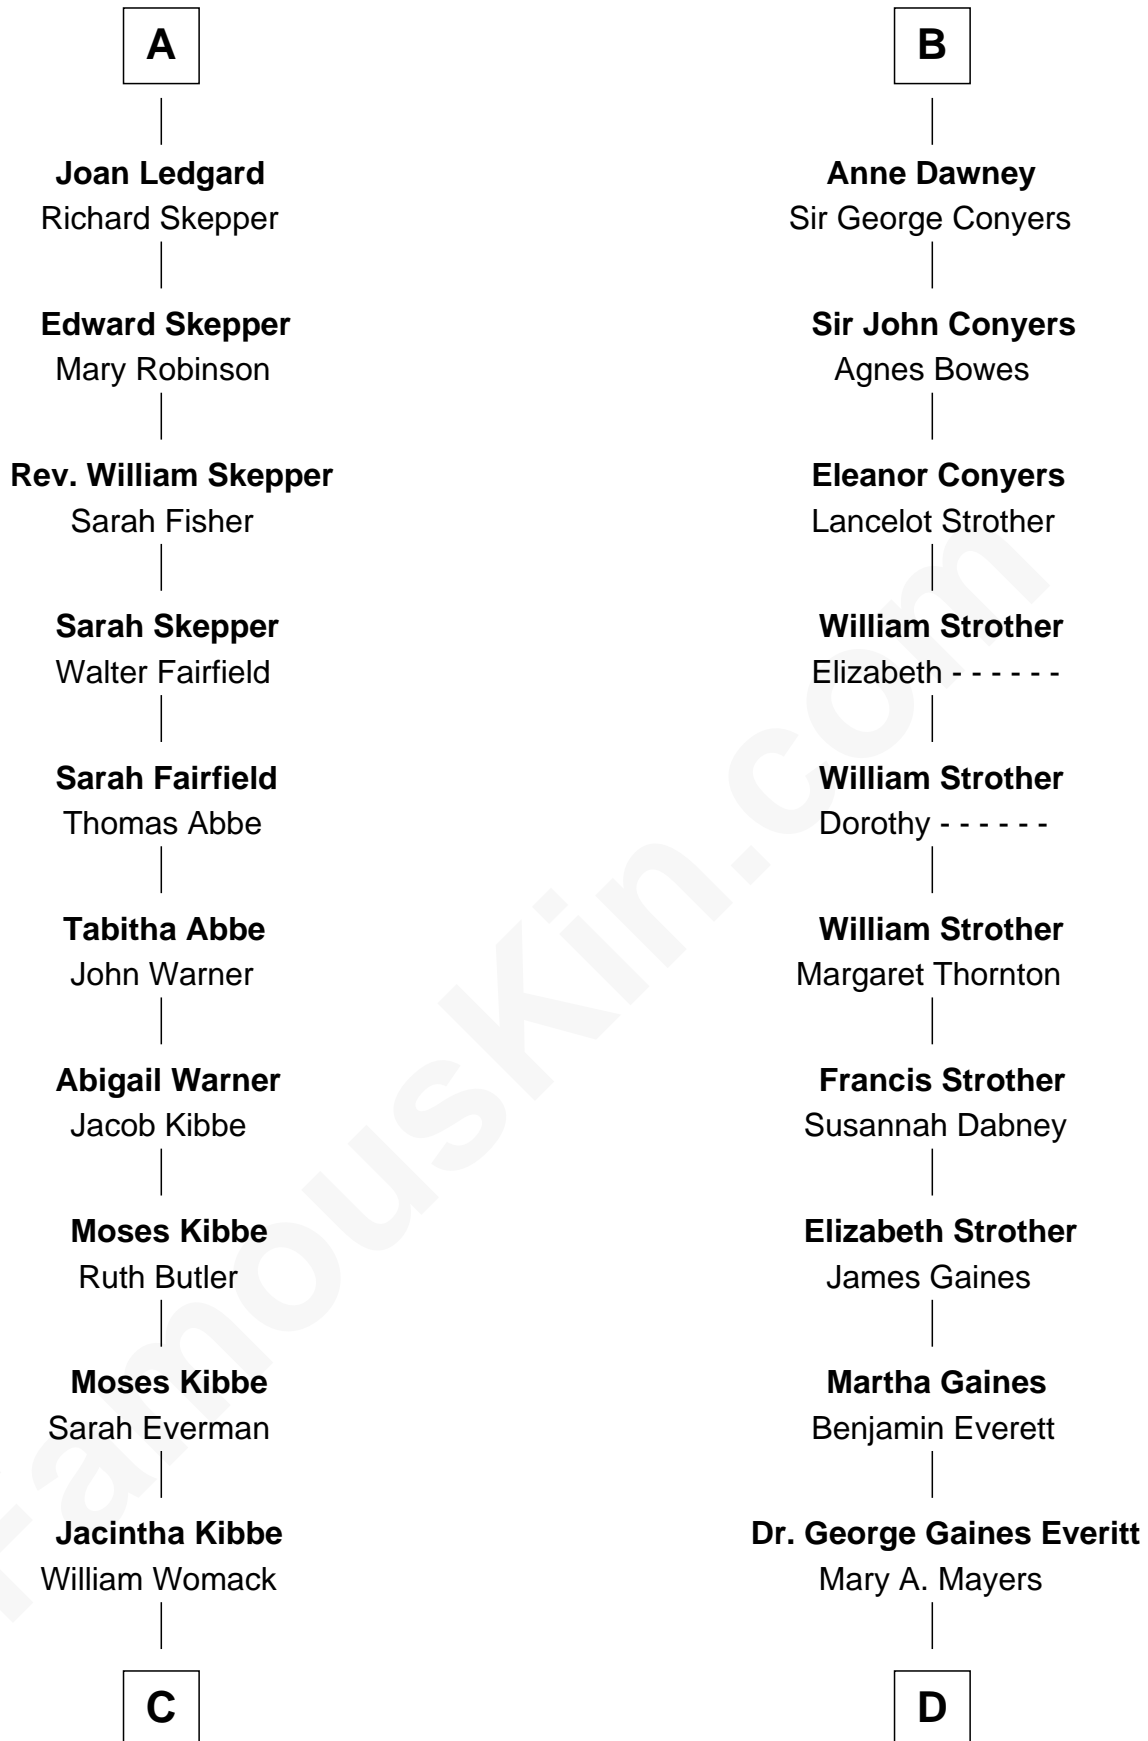 A
Joan Ledgard
Richard Skepper
Edward Skepper
Mary Robinson
Rev. William Skepper
Sarah Fisher
Sarah Skepper
Walter Fairfield
Sarah Fairfield
Thomas Abbe
Tabitha Abbe
John Warner
Abigail Warner
Jacob Kibbe
Moses Kibbe
Ruth Butler
Moses Kibbe
Sarah Everman
Jacintha Kibbe
William Womack
C
B
Anne Dawney
Sir George Conyers
Sir John Conyers
Agnes Bowes
Eleanor Conyers
Lancelot Strother
William Strother
Elizabeth - - - - - -
William Strother
Dorothy - - - - - -
William Strother
Margaret Thornton
Francis Strother
Susannah Dabney
Elizabeth Strother
James Gaines
Martha Gaines
Benjamin Everett
Dr. George Gaines Everitt
Mary A. Mayers
D
FamousKin.com